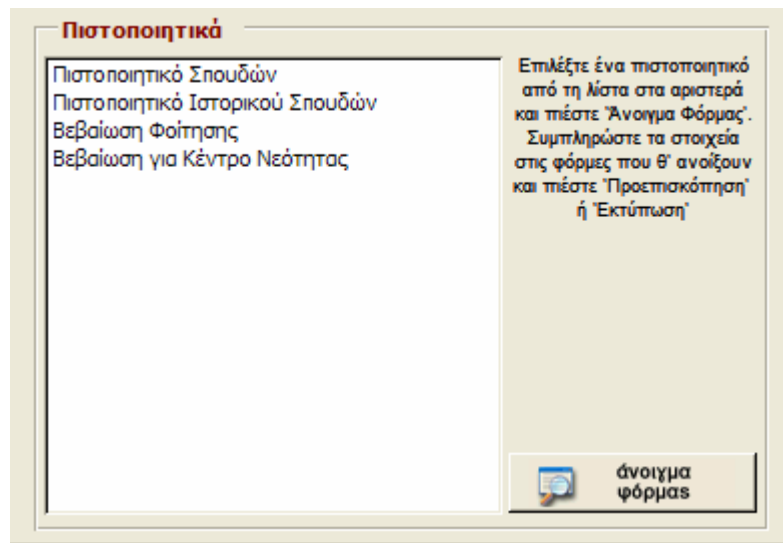 Πιστοποιητικά
Πιστοποιητικό Σπουδών
Πιστοποιητικό Ιστορικού Σπουδών
Βεβαίωση Φοίτησης
Βεβαίωση για Κέντρο Νεότητας
Επιλέξτε ένα πιστοποιητικό
από τη λίστα στα αριστερά
και πιέστε "Άνοιγμα Φόρμας".
Συμπληρώστε τα στοιχεία
στις φόρμες που θ' ανοίξουν
και πιέστε "Προεπισκόπηση"
ή "Εκτύπωση"
άνοιγμα
φόρμας